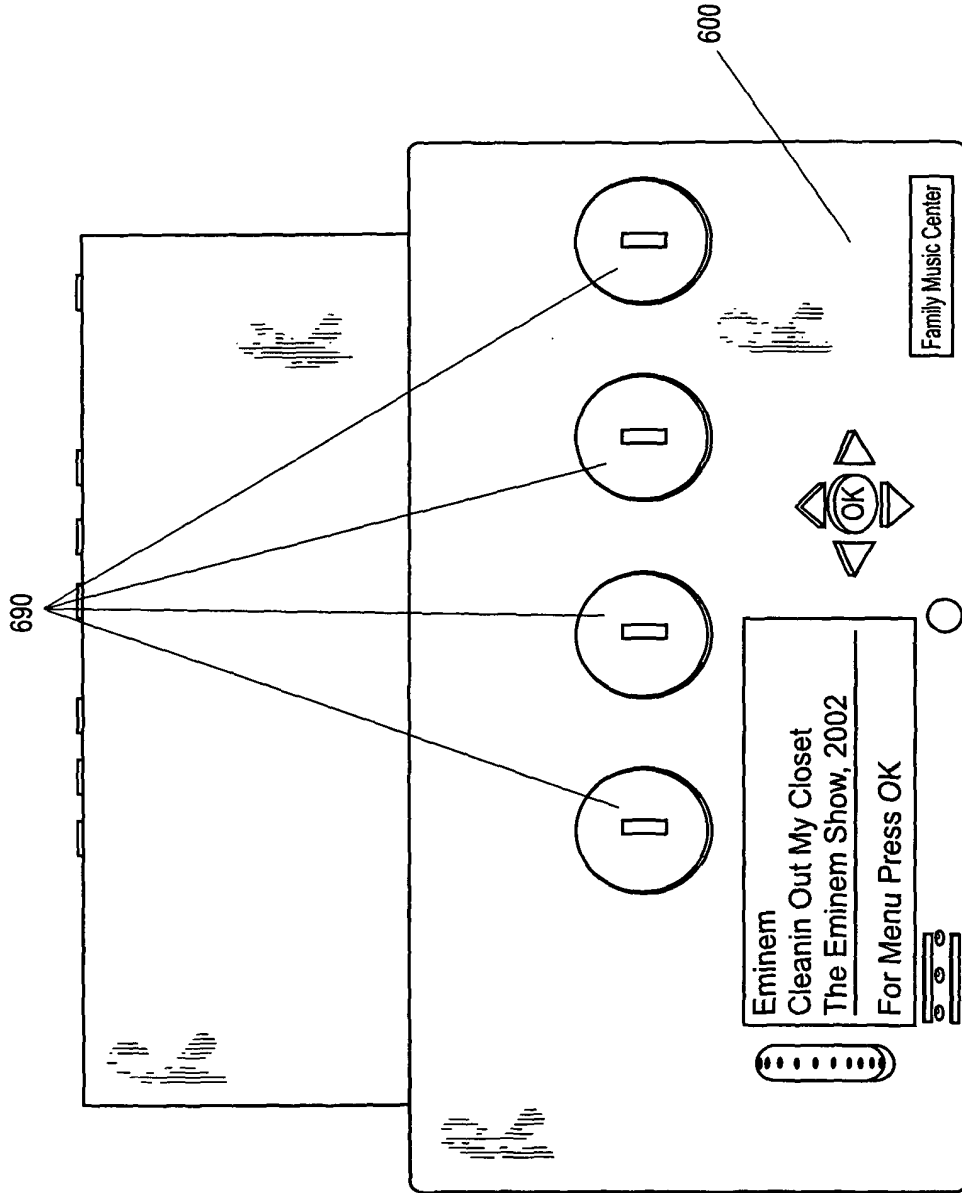 690
600
Eminem
Cleanin Out My Closet
The Eminem Show, 2002
For Menu Press OK
OK
Family Music Center